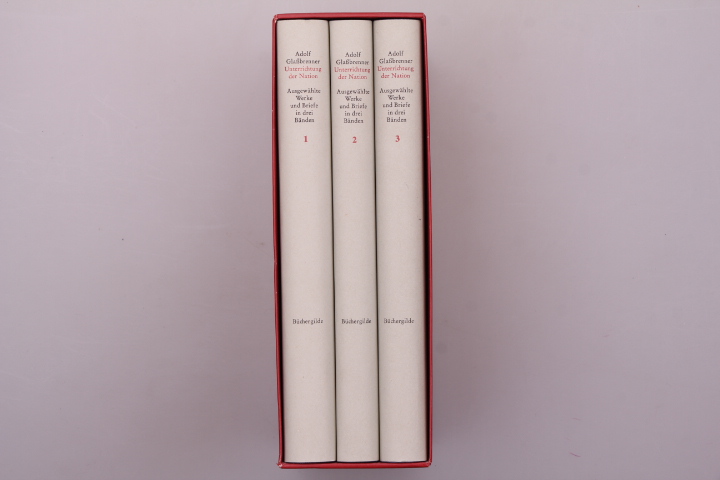 Adolf
Glaßbrenner
Unterrichtung
der Nation
Ausgewählte
Werke
und Briefe
in drei
Bänden
1
Büchergilde
Adolf
Glaßbrenner
Unterrichtung
der Nation
Ausgewählte
Werke
und Briefe
in drei
Bänden
2
Büchergilde
Adolf
Glaßbrenner
Unterrichtung
der Nation
Ausgewählte
Werke
und Briefe
in drei
Bänden
3
Büchergilde